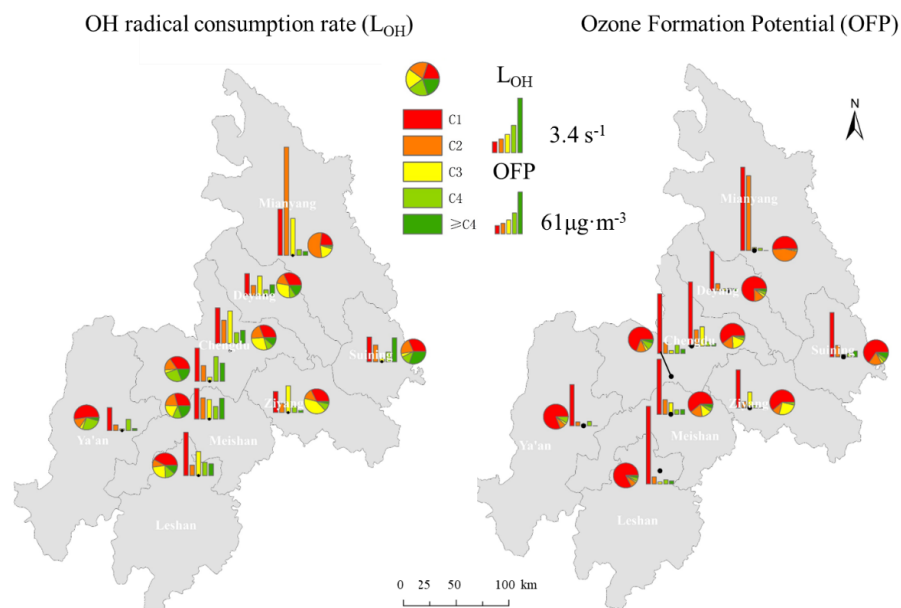 OH radical consumption rate (LOH)
Ozone Formation Potential (OFP)
LOH
C1
C2
C3
C4
≥C4
3.4 s-1
OFP
61μg·m-3
N
Mianyang
Deyang
Chengdu
Suining
Ziyang
Ya'an
Meishan
Leshan
Mianyang
Deyang
Chengdu
Suining
Ziyang
Ya'an
Meishan
Leshan
0 25 50 100 km